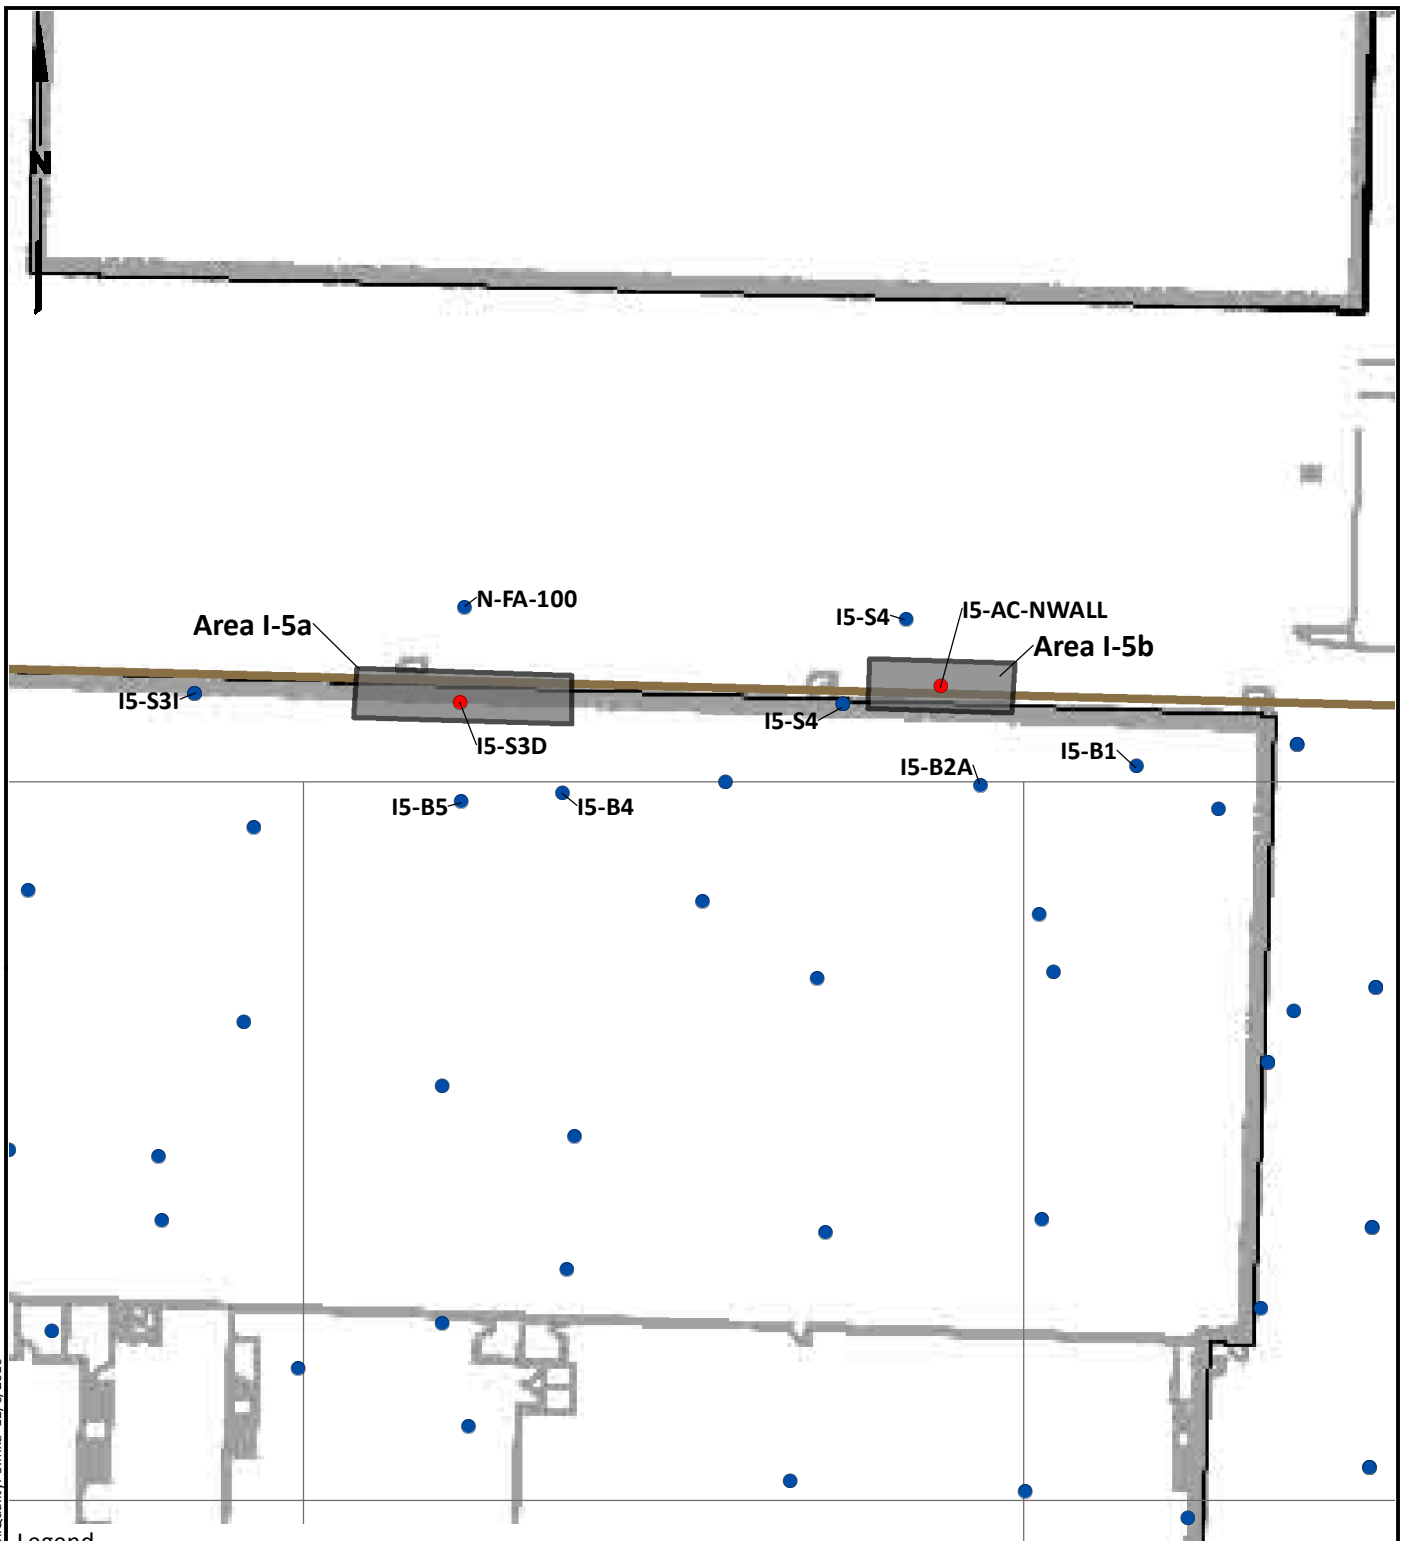 N
N-FA-100
I5-S4
I5-AC-NWALL
Area I-5a
Area I-5b
I5-S3I
I5-S4
I5-S3D
I5-B1
I5-B2A
I5-B5
I5-B4
Legend